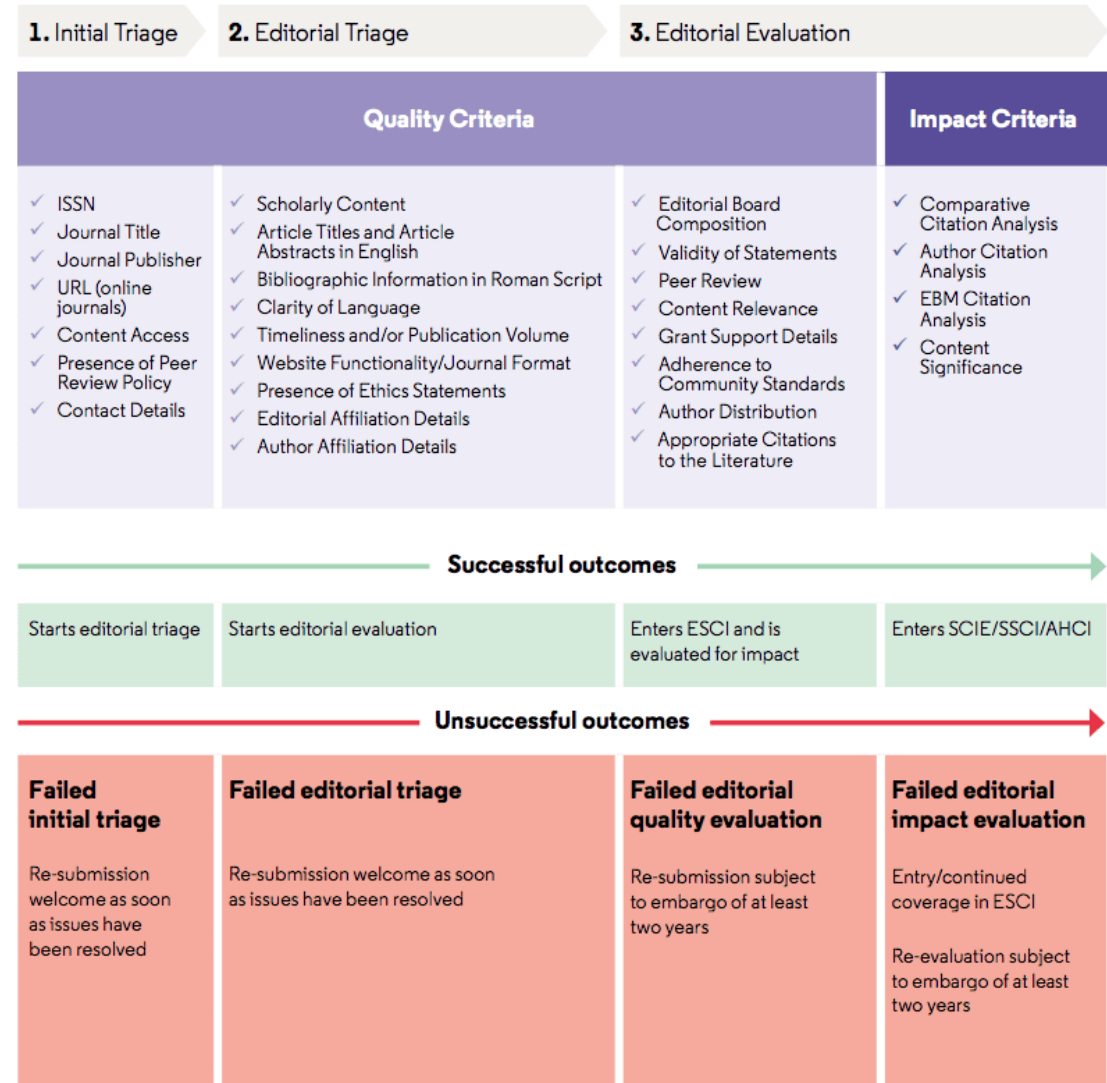 1. Initial Triage
2. Editorial Triage
3. Editorial Evaluation
Quality Criteria
Impact Criteria
✓ ISSN
✓ Journal Title
✓ Journal Publisher
✓ URL (online
journals)
✓ Content Access
✓ Presence of Peer
Review Policy
✓ Contact Details
✓ Scholarly Content
✓ Article Titles and Article
Abstracts in English
✓ Bibliographic Information in Roman Script
✓ Clarity of Language
✓ Timeliness and/or Publication Volume
✓ Website Functionality/Journal Format
✓ Presence of Ethics Statements
✓ Editorial Affiliation Details
✓ Author Affiliation Details
✓ Editorial Board
Composition
✓ Validity of Statements
✓ Peer Review
✓ Content Relevance
✓ Grant Support Details
✓ Adherence to
Community Standards
✓ Author Distribution
✓ Appropriate Citations
to the Literature
✓ Comparative
Citation Analysis
✓ Author Citation
Analysis
✓ EBM Citation
Analysis
✓ Content
Significance
Successful outcomes
Starts editorial triage
Starts editorial evaluation
Enters ESCI and is
evaluated for impact
Enters SCIE/SSCI/AHCI
Unsuccessful outcomes
Failed
initial triage
Re-submission
welcome as soon
as issues have
been resolved
Failed editorial triage
Re-submission welcome as soon
as issues have been resolved
Failed editorial
quality evaluation
Re-submission subject
to embargo of at least
two years
Failed editorial
impact evaluation
Entry/continued
coverage in ESCI
Re-evaluation subject
to embargo of at least
two years